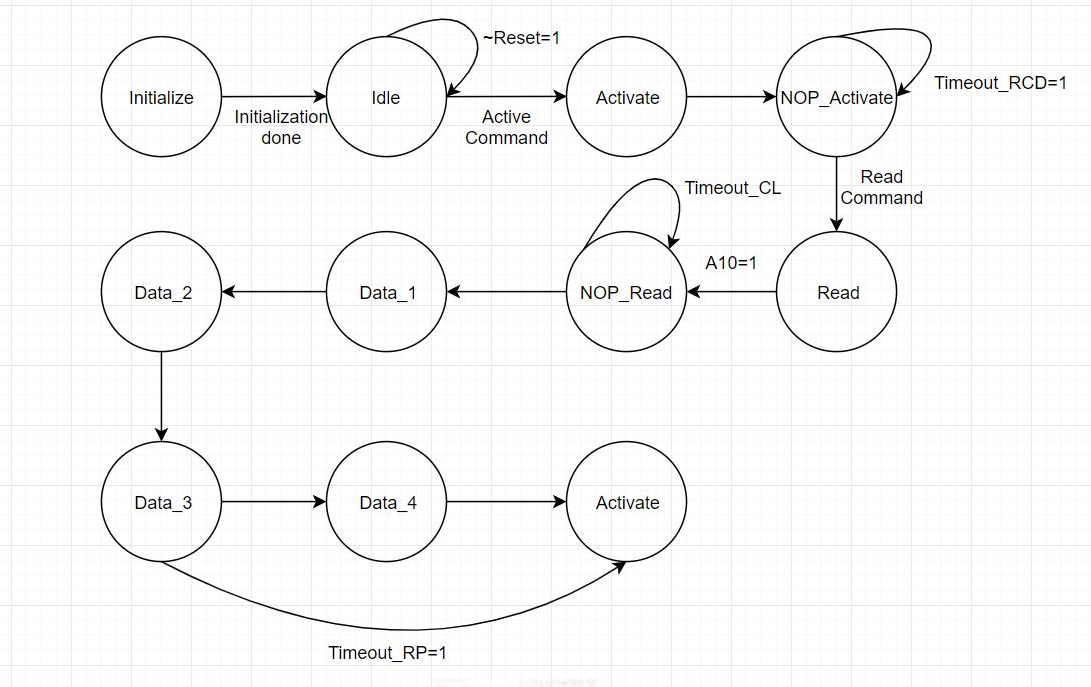 ~Reset=1
Initialize
Idle
Activate
NOP_Activate
Timeout_RCD=1
Initialization
done
Active
Command
Read
Command
Timeout_CL
A10=1
Data_2
Data_1
NOP_Read
Read
Data_3
Data_4
Activate
Timeout_RP=1